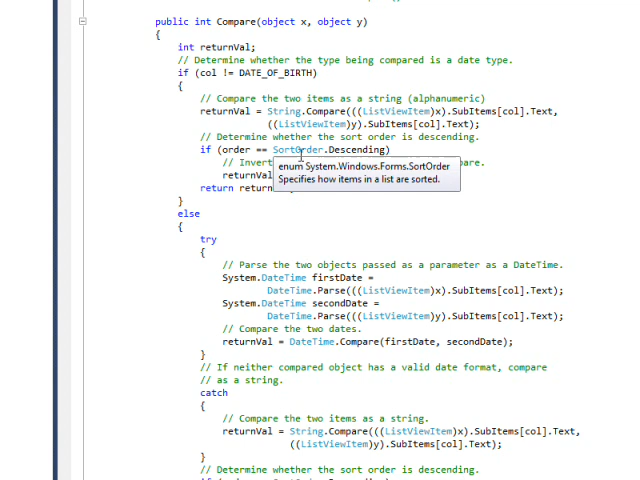 public int Compare(object x, object y)
{
int returnVal;
// Determine whether the type being compared is a date type.
if (col != DATE_OF_BIRTH)
{
// Compare the two items as a string (alphanumeric)
returnVal = String.Compare(((ListViewItem)x).SubItems[col].Text,
((ListViewItem)y).SubItems[col].Text);
// Determine whether the sort order is descending.
if (order == SortOrder.Descending)
// Invert
pare.
enum System.Windows.Forms.SortOrder
returnVal
Specifies how items in a list are sorted.
return return
}
else
{
try
{
// Parse the two objects passed as a parameter as a DateTime.
System.DateTime firstDate =
DateTime.Parse(((ListViewItem)x).SubItems[col].Text);
System.DateTime secondDate =
DateTime.Parse(((ListViewItem)y).SubItems[col].Text);
// Compare the two dates.
returnVal = DateTime.Compare(firstDate, secondDate);
}
// If neither compared object has a valid date format, compare
// as a string.
catch
{
// Compare the two items as a string.
returnVal = String.Compare(((ListViewItem)x).SubItems[col].Text,
((ListViewItem)y).SubItems[col].Text);
}
// Determine whether the sort order is descending.